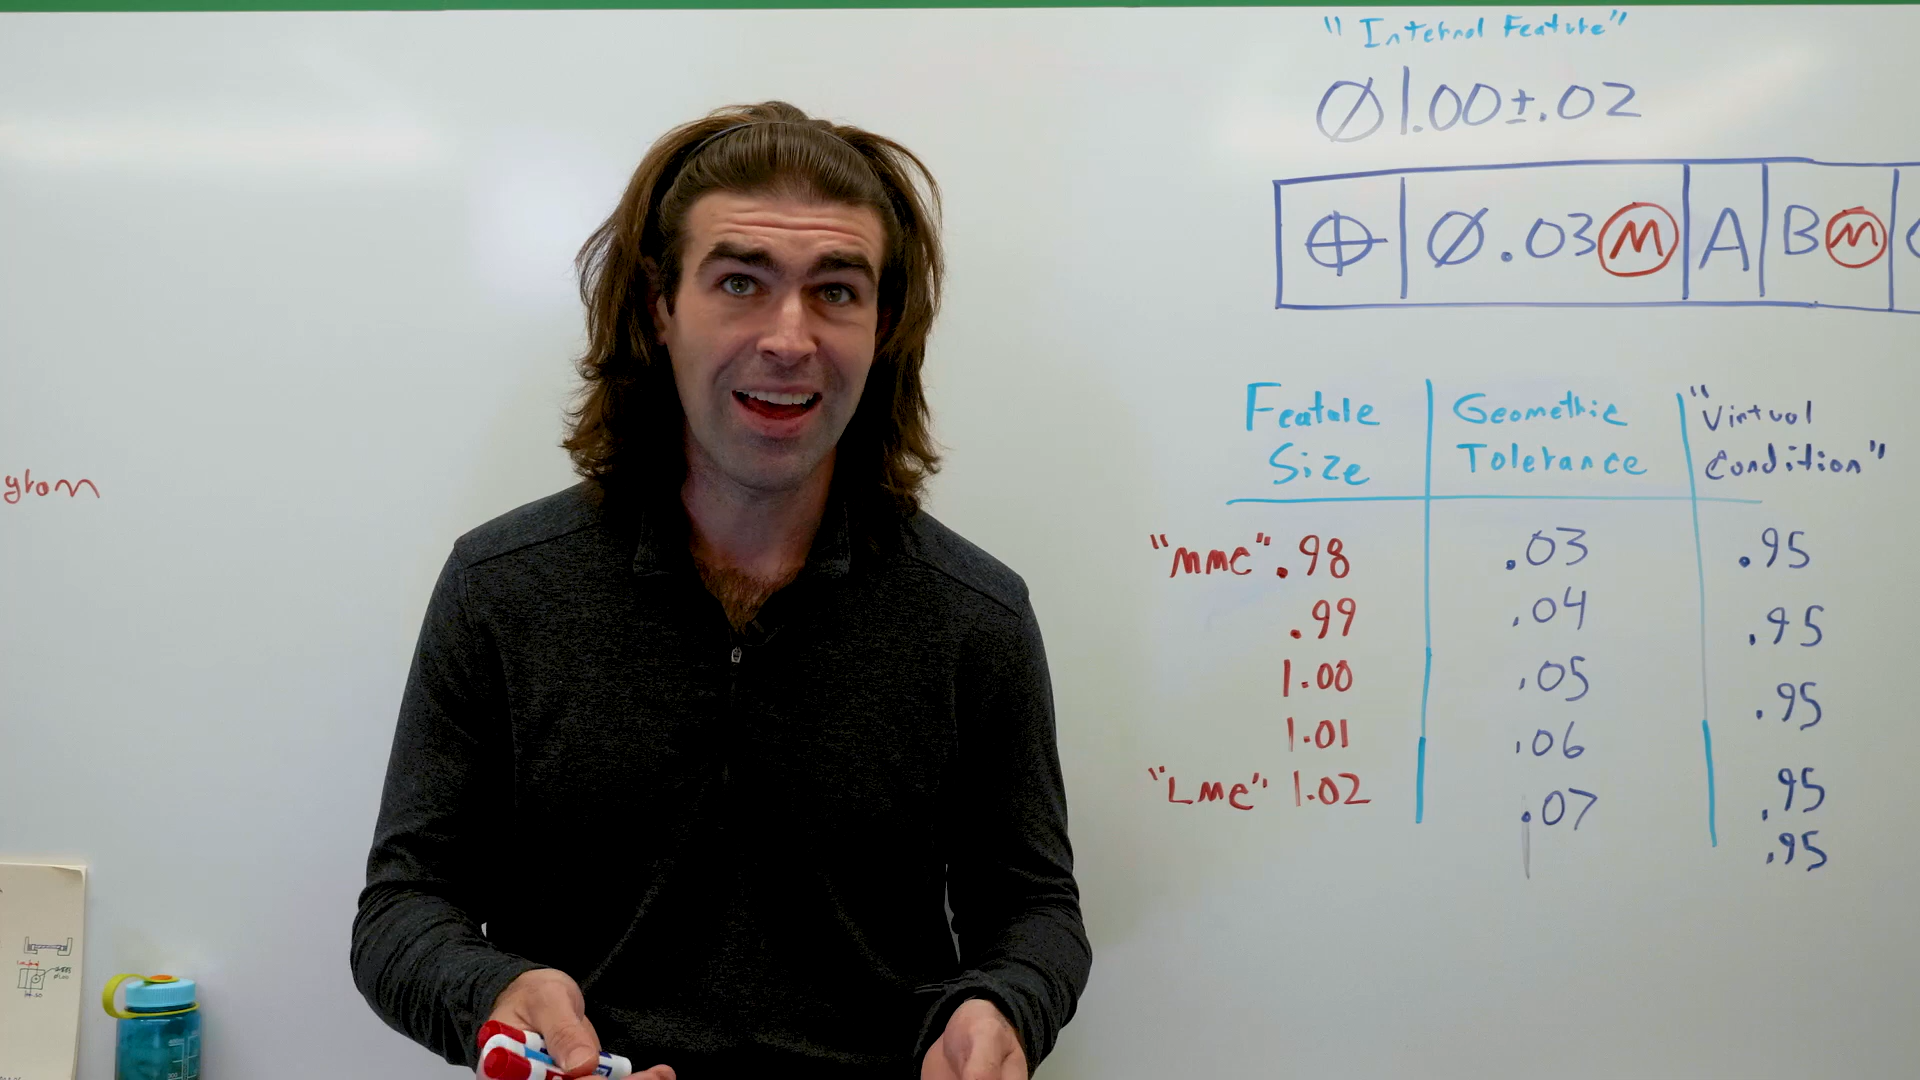 "Internal Feature"
Ø1.00±.02
⌖ Ø.03Ⓜ A BⓂ
Feature Geometric "Virtual
Size Tolerance Condition"
"MMC" .98 .03 .95
.99 .04 .95
1.00 .05 .95
1.01 .06 .95
"LMC" 1.02 .07 .95
gram